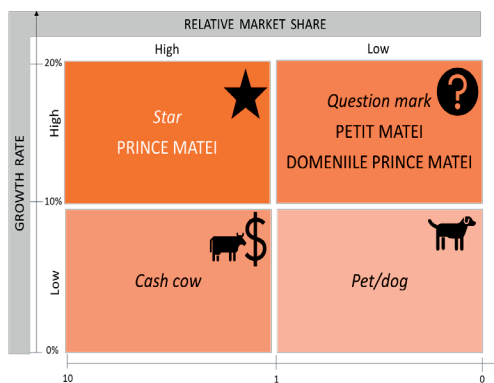 RELATIVE MARKET SHARE
High
Low
GROWTH RATE
High
Low
20%
10%
0%
Star
PRINCE MATEI
?
Question mark
PETIT MATEI
DOMENIILE PRINCE MATEI
$
Cash cow
Pet/dog
10
1
0